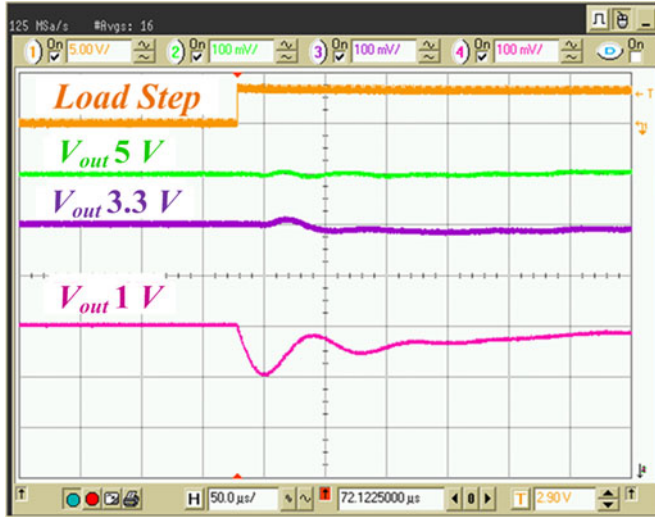 125 MSa/s #Avgs: 16
1 On 5.00 V/ 2 On 100 mV/ 3 On 100 mV/ 4 On 100 mV/ On
Load Step
T
Vout 5 V
Vout 3.3 V
Vout 1 V
H 50.0 µs/ 72.1225000 µs 0 T 2.90 V